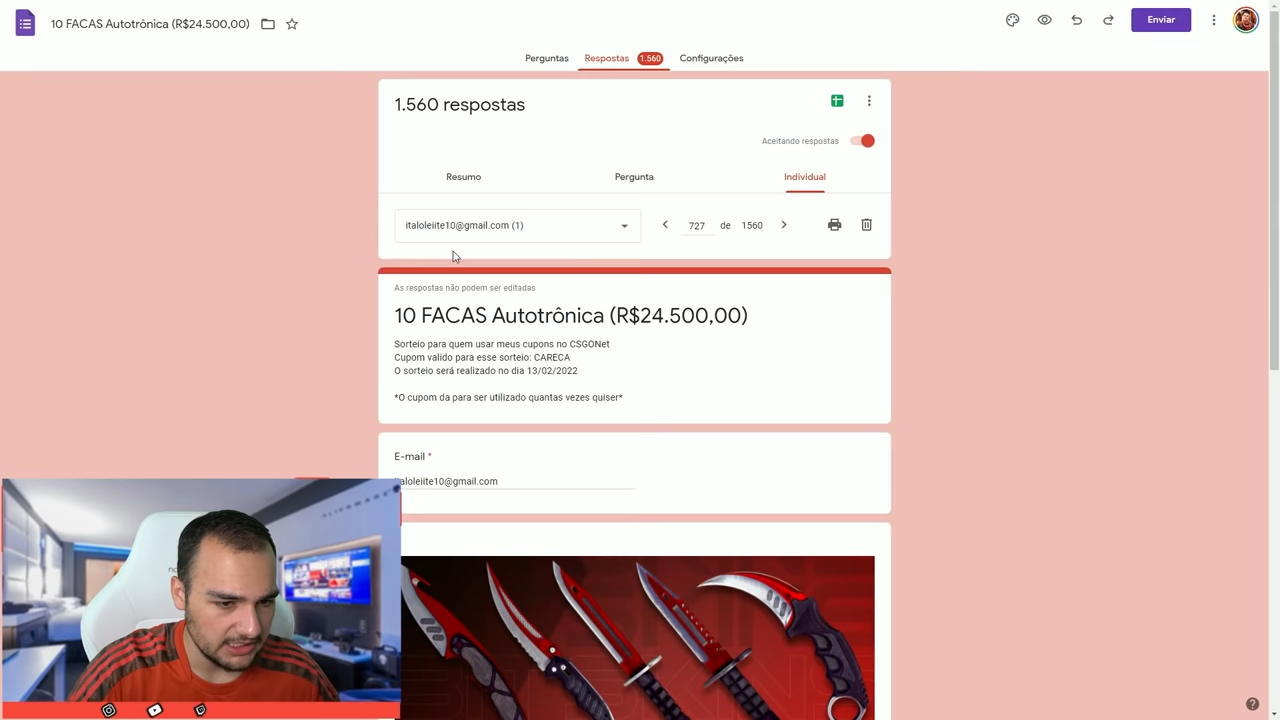 10 FACAS Autotrônica (R$24.500,00)
Enviar
Perguntas
Respostas 1.560
Configurações
1.560 respostas
Aceitando respostas
Resumo
Pergunta
Individual
italoleiite10@gmail.com (1)
727 de 1560
As respostas não podem ser editadas
10 FACAS Autotrônica (R$24.500,00)
Sorteio para quem usar meus cupons no CSGONet
Cupom valido para esse sorteio: CARECA
O sorteio será realizado no dia 13/02/2022
*O cupom da para ser utilizado quantas vezes quiser*
E-mail *
italoleiite10@gmail.com